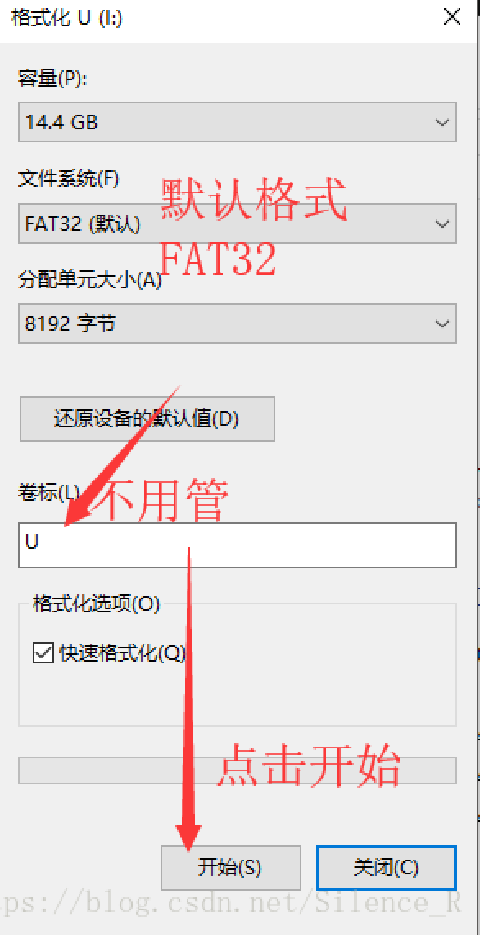 格式化 U (I:)
容量(P):
14.4 GB
文件系统(F)
默认格式
FAT32 (默认)
FAT32
分配单元大小(A)
8192 字节
还原设备的默认值(D)
卷标(L)
不用管
U
格式化选项(O)
快速格式化(Q)
点击开始
开始(S)
关闭(C)
ps://blog.csdn.net/Silence_R